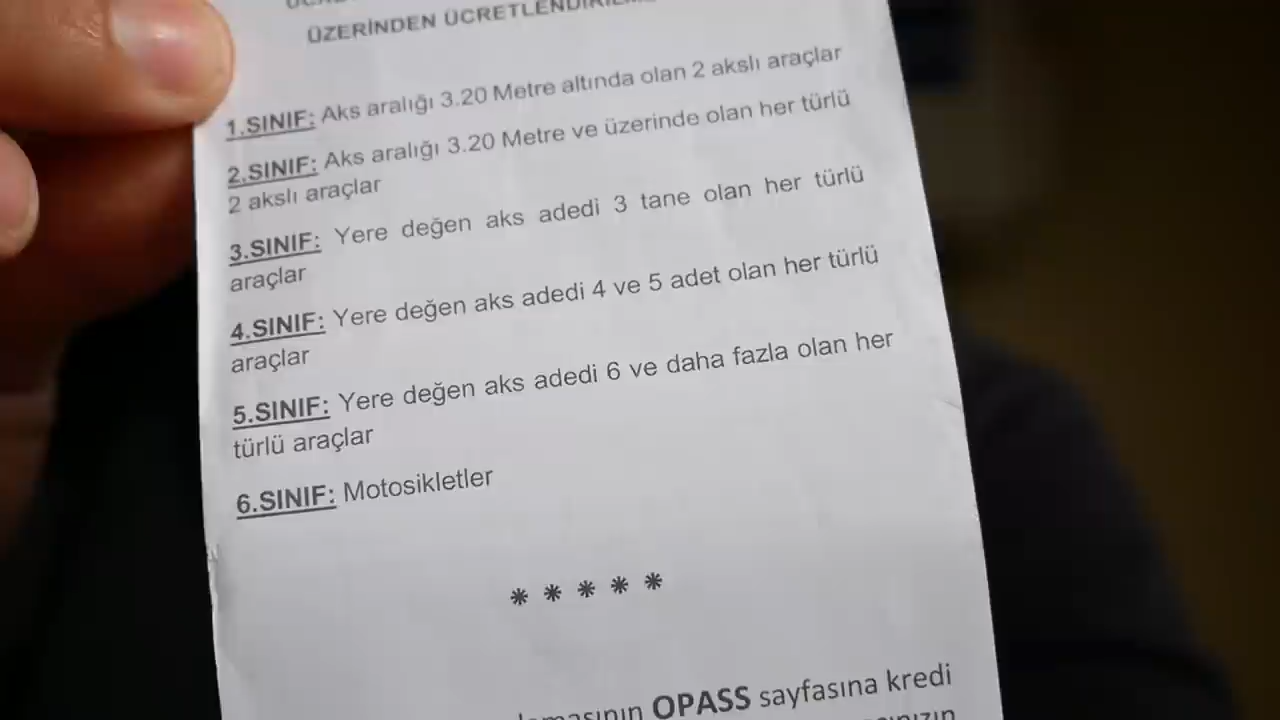 ÜZERİNDEN
1.SINIF: Aks aralığı 3.20 Metre altında olan 2 akslı araçlar
2.SINIF: Aks aralığı 3.20 Metre ve üzerinde olan her türlü
2 akslı araçlar
3.SINIF: Yere değen aks adedi 3 tane olan her türlü
araçlar
4.SINIF: Yere değen aks adedi 4 ve 5 adet olan her türlü
araçlar
5.SINIF: Yere değen aks adedi 6 ve daha fazla olan her
türlü araçlar
6.SINIF: Motosikletler
* * * * *
OPASS sayfasına kredi